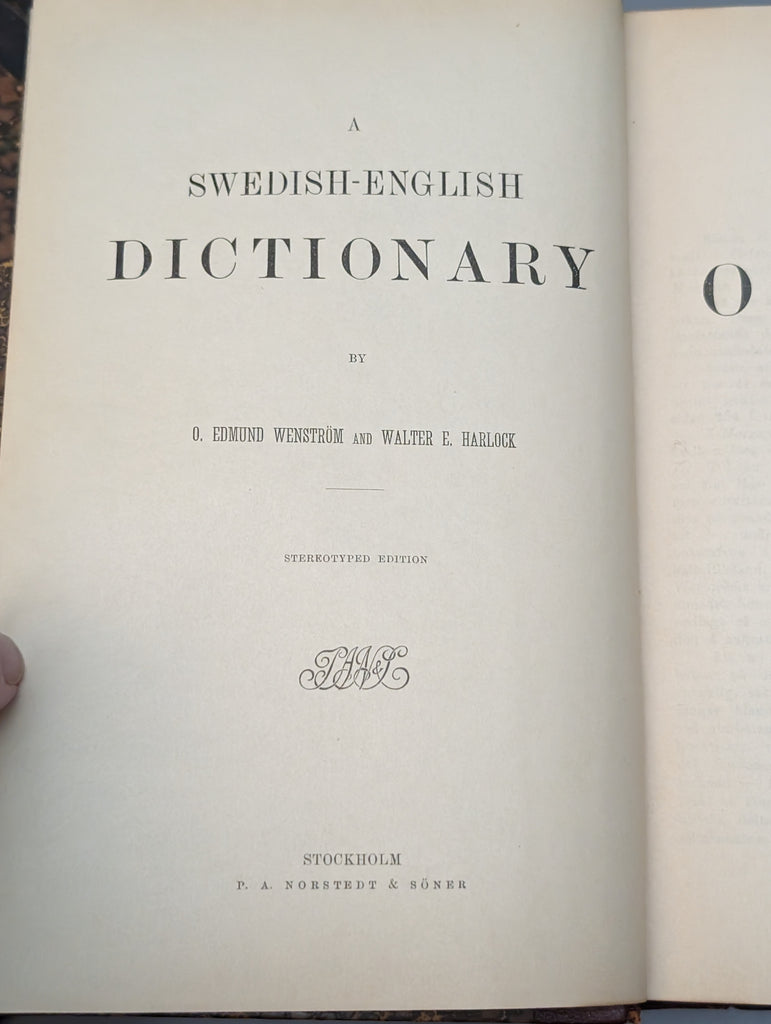 A
SWEDISH-ENGLISH
DICTIONARY
BY
O. EDMUND WENSTRÖM AND WALTER E. HARLOCK
STEREOTYPED EDITION
P.A.N.&S.
STOCKHOLM
P. A. NORSTEDT & SÖNER
O